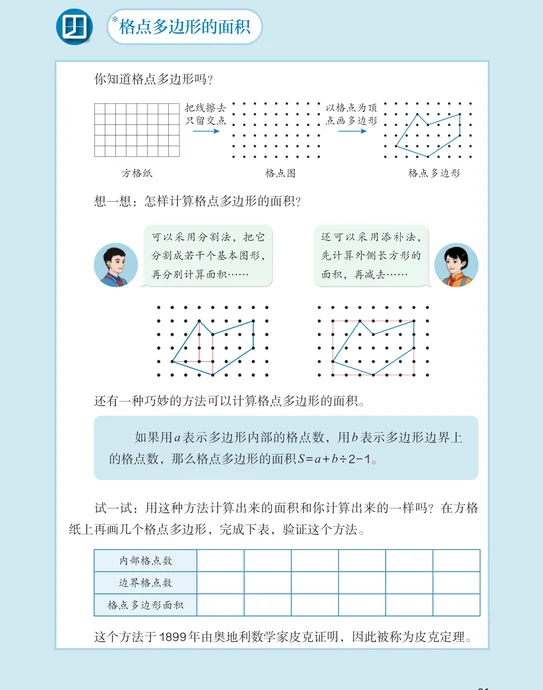 *格点多边形的面积
你知道格点多边形吗？
把线擦去
只留交点
以格点为顶
点画多边形
方格纸
格点图
格点多边形
想一想：怎样计算格点多边形的面积？
可以采用分割法，把它
分割成若干个基本图形，
再分别计算面积……
还可以采用添补法，
先计算外侧长方形的
面积，再减去……
还有一种巧妙的方法可以计算格点多边形的面积。
如果用a表示多边形内部的格点数，用b表示多边形边界上
的格点数，那么格点多边形的面积S=a+b÷2−1。
试一试：用这种方法计算出来的面积和你计算出来的一样吗？在方格
纸上再画几个格点多边形，完成下表，验证这个方法。
内部格点数
边界格点数
格点多边形面积
这个方法于1899年由奥地利数学家皮克证明，因此被称为皮克定理。